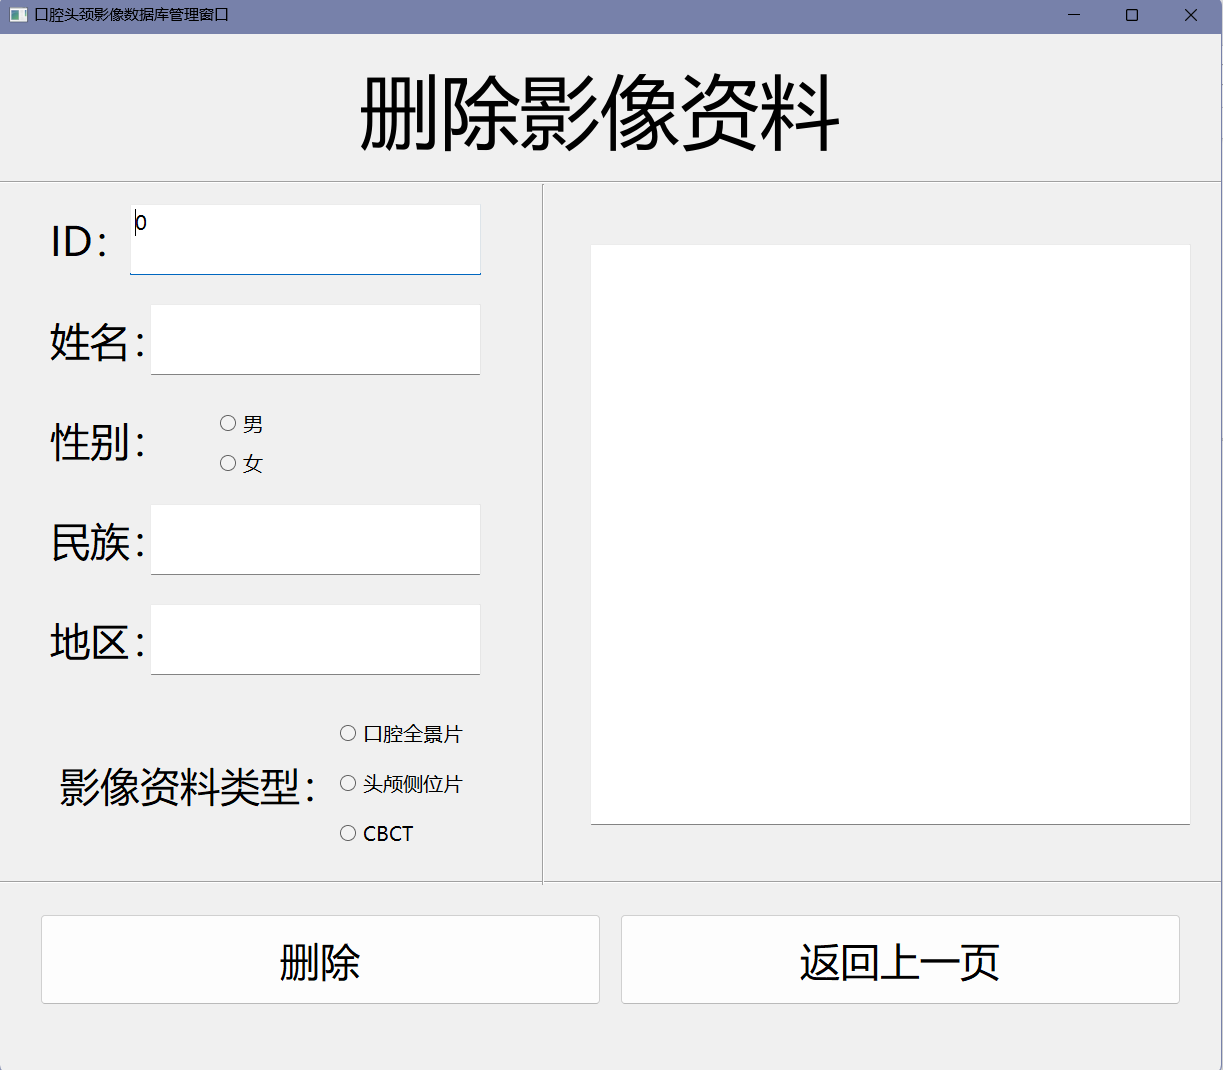 口腔头颈影像数据库管理窗口
删除影像资料
ID：
0
姓名：
性别：
男
女
民族：
地区：
影像资料类型：
口腔全景片
头颅侧位片
CBCT
删除
返回上一页